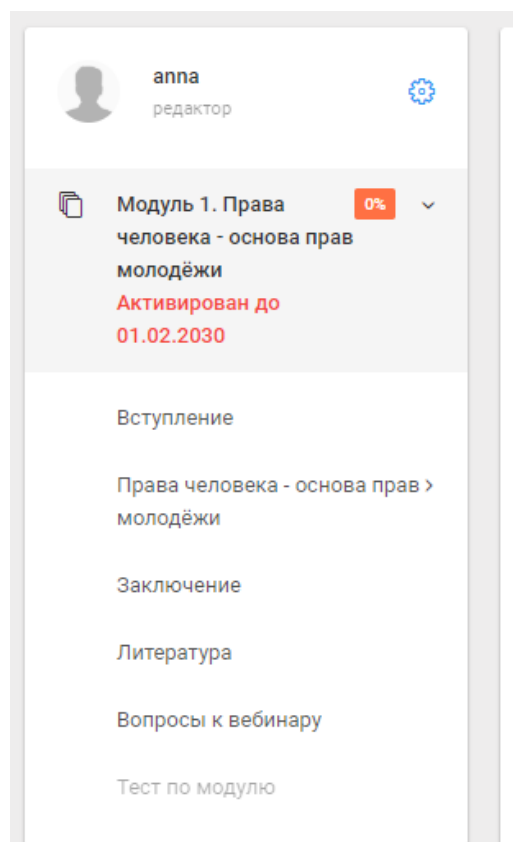 anna
редактор
Модуль 1. Права 0%
человека - основа прав
молодёжи
Активирован до
01.02.2030
Вступление
Права человека - основа прав
молодёжи
Заключение
Литература
Вопросы к вебинару
Тест по модулю